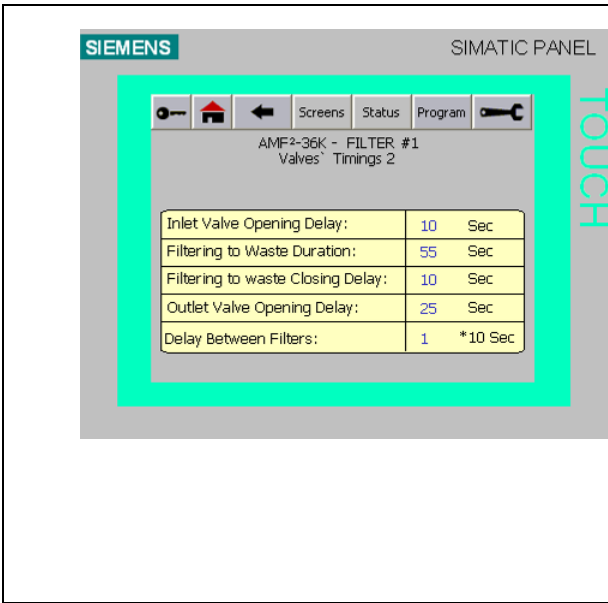 SIEMENS
SIMATIC PANEL
TOUCH
Screens Status Program
AMF²-36K - FILTER #1
Valves` Timings 2
Inlet Valve Opening Delay: 10 Sec
Filtering to Waste Duration: 55 Sec
Filtering to waste Closing Delay: 10 Sec
Outlet Valve Opening Delay: 25 Sec
Delay Between Filters: 1 *10 Sec